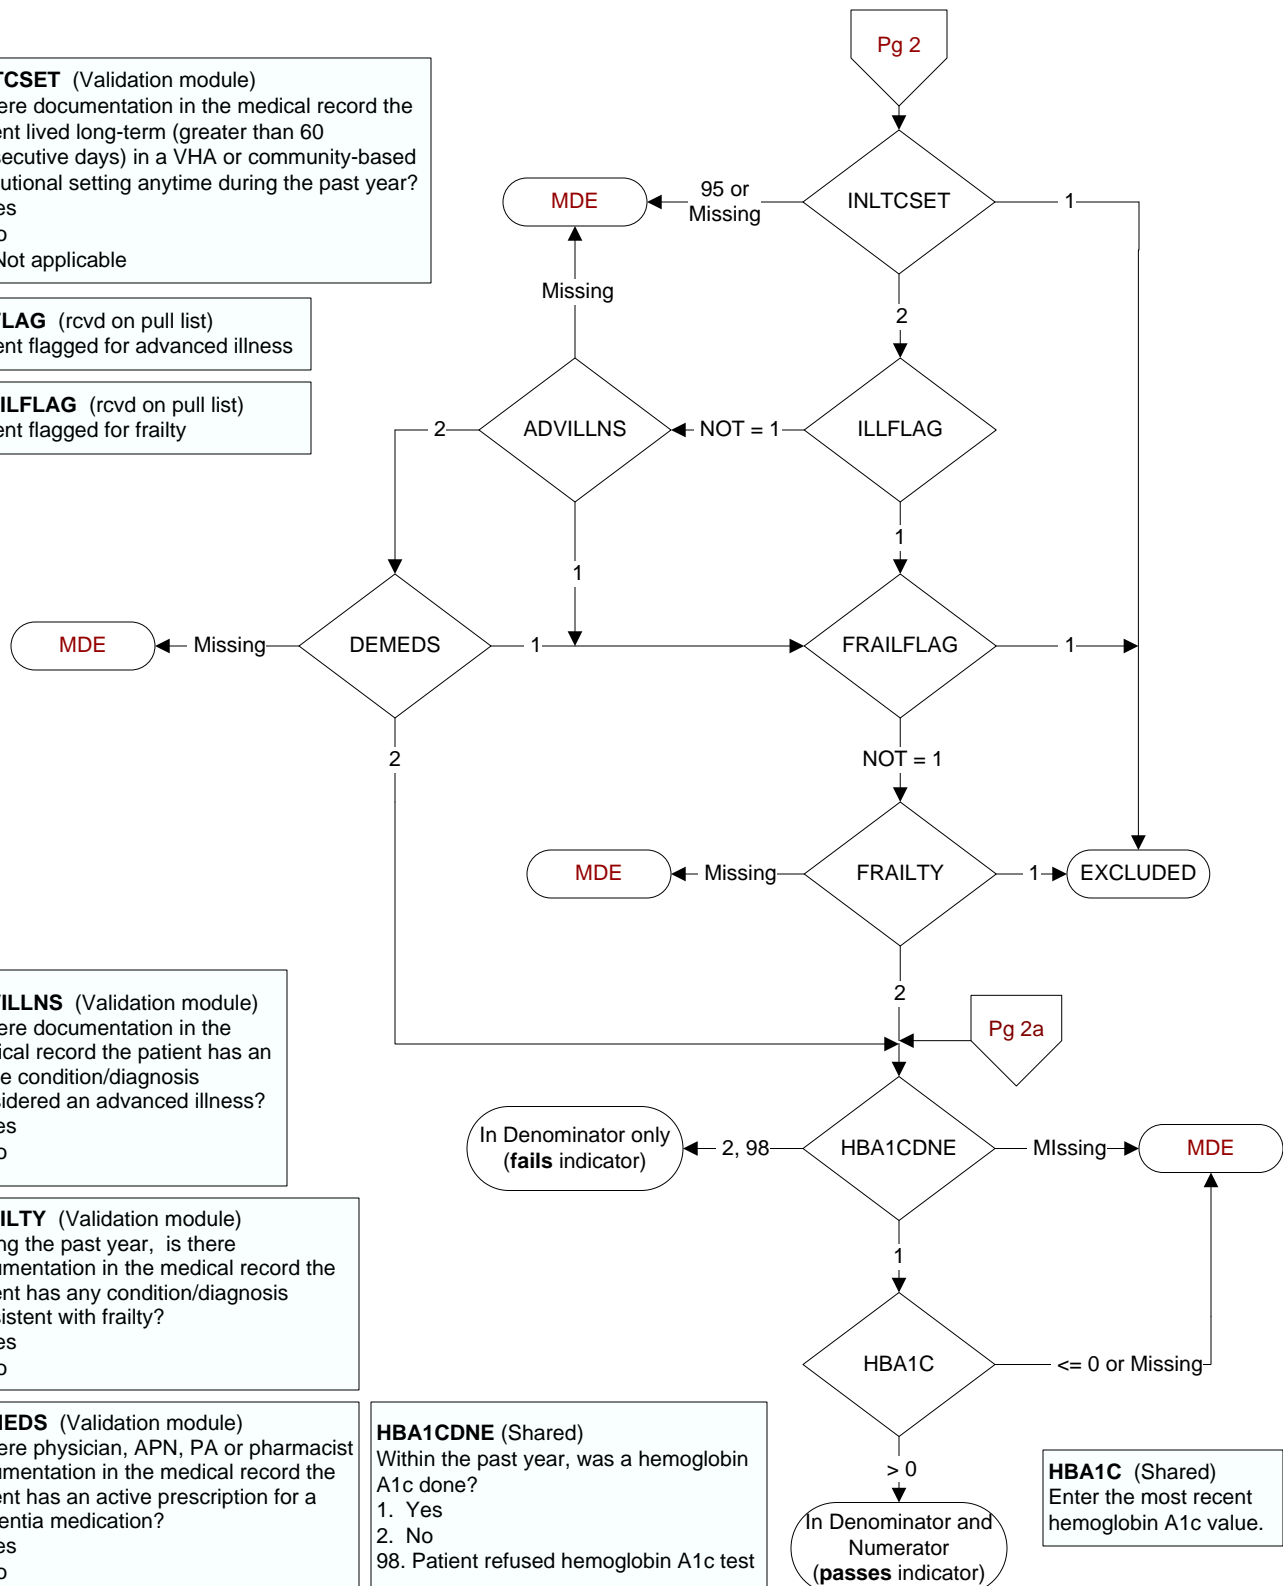 Pg 2
TCSET (Validation module)
ere documentation in the medical record the
ent lived long-term (greater than 60
secutive days) in a VHA or community-based
utional setting anytime during the past year?
es
o
Not applicable
MDE
95 or
Missing
INLTCSET
1
Missing
2
LAG (rcvd on pull list)
ent flagged for advanced illness
ILFLAG (rcvd on pull list)
ent flagged for frailty
2
ADVILLNS
NOT = 1
ILLFLAG
1
1
MDE
Missing
DEMEDS
1
FRAILFLAG
1
2
NOT = 1
MDE
Missing
FRAILTY
1
EXCLUDED
2
Pg 2a
ILLNS (Validation module)
ere documentation in the
ical record the patient has an
e condition/diagnosis
sidered an advanced illness?
es
o
In Denominator only
(fails indicator)
2, 98
HBA1CDNE
MIssing
MDE
ILTY (Validation module)
ng the past year, is there
umentation in the medical record the
ent has any condition/diagnosis
sistent with frailty?
es
o
1
HBA1C
<= 0 or Missing
EDS (Validation module)
ere physician, APN, PA or pharmacist
umentation in the medical record the
ent has an active prescription for a
entia medication?
es
o
HBA1CDNE (Shared)
Within the past year, was a hemoglobin
A1c done?
1. Yes
2. No
98. Patient refused hemoglobin A1c test
> 0
In Denominator and
Numerator
(passes indicator)
HBA1C (Shared)
Enter the most recent
hemoglobin A1c value.